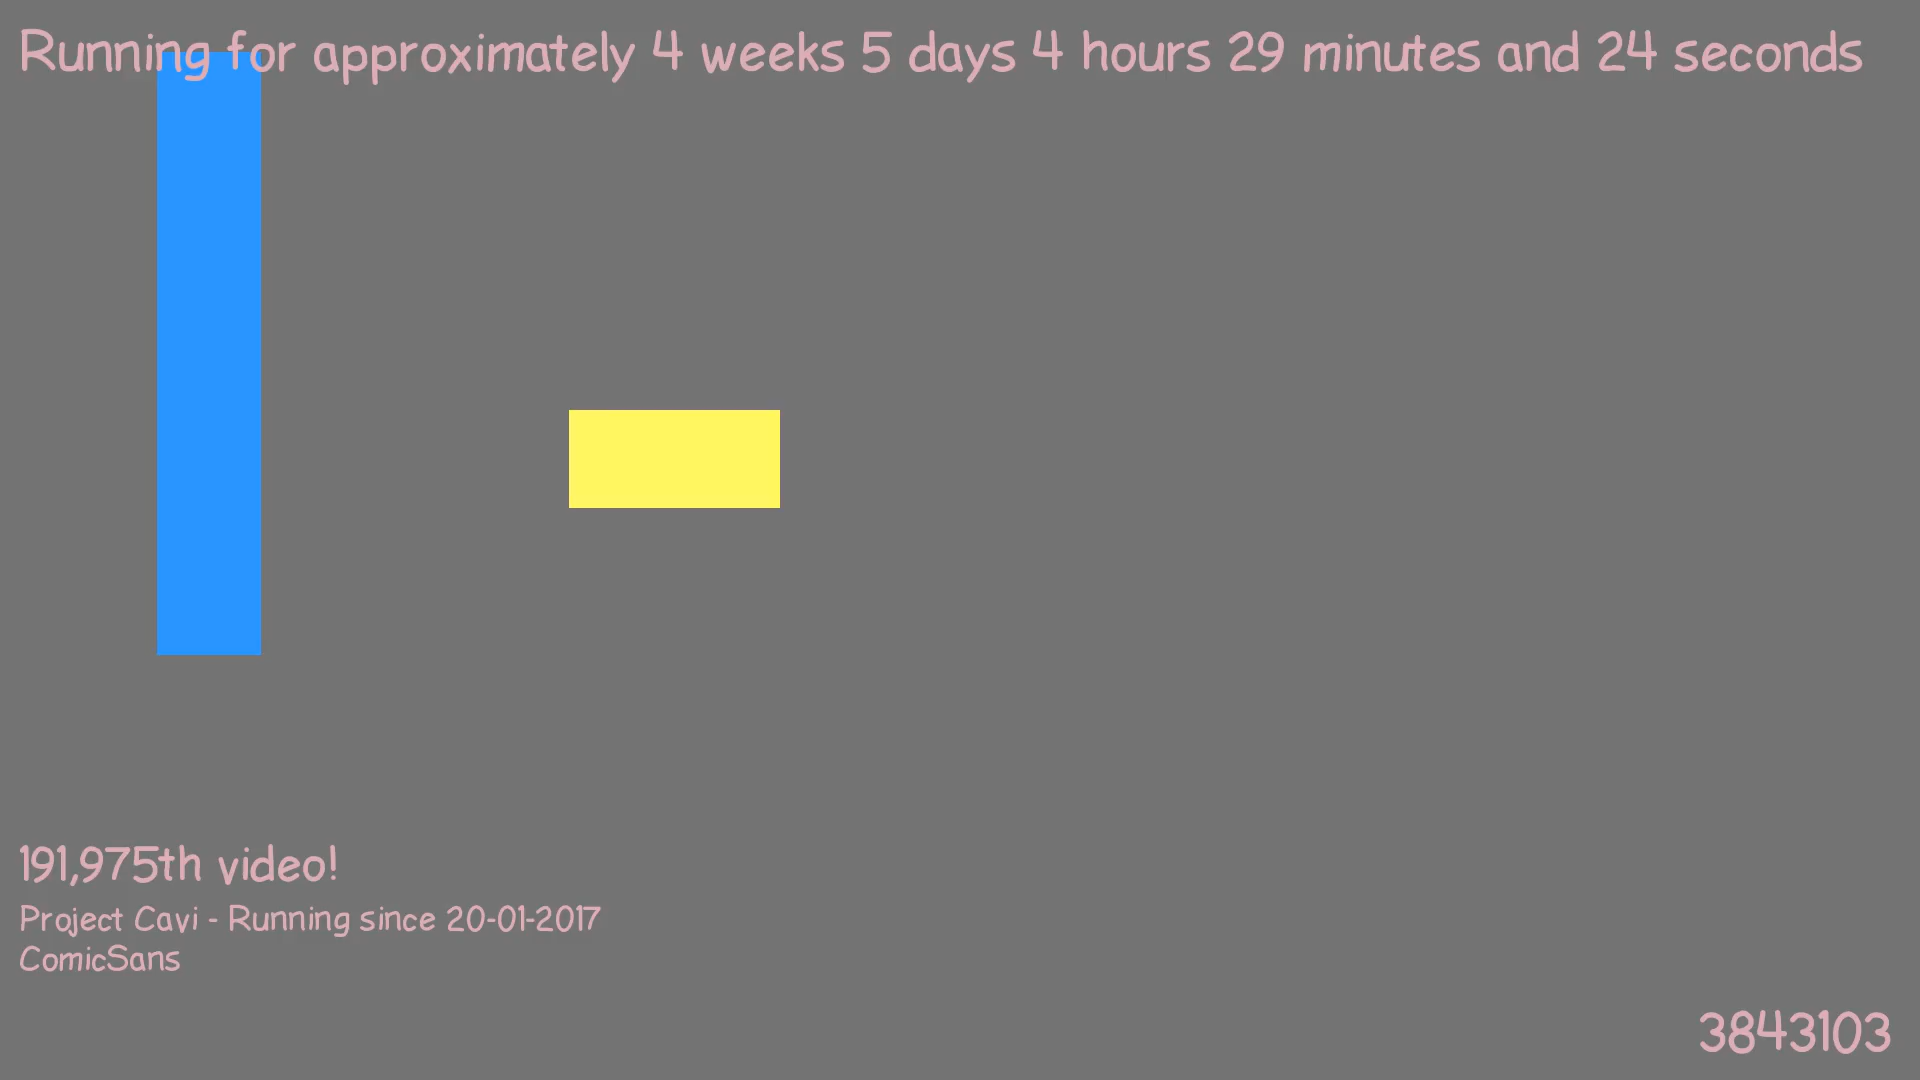 Running for approximately 4 weeks 5 days 4 hours 29 minutes and 24 seconds
191,975th video!
Project Cavi - Running since 20-01-2017
ComicSans
3843103